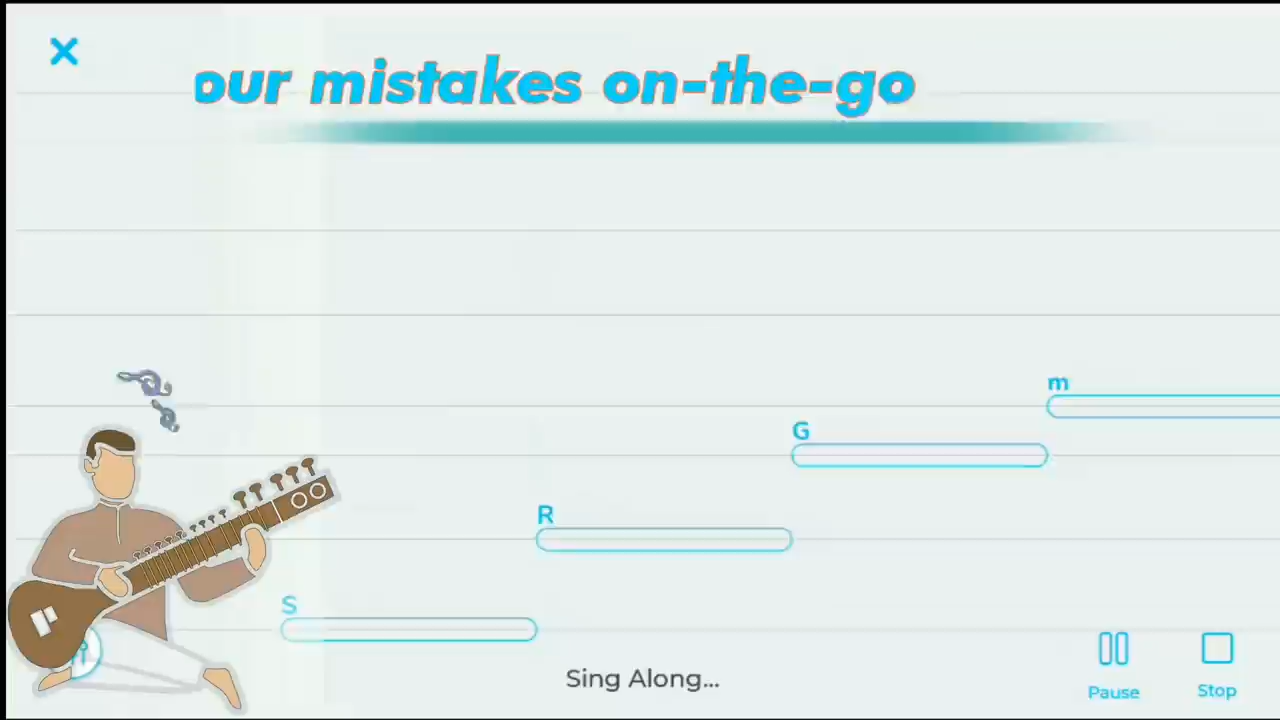 our mistakes on-the-go
m
G
R
S
Sing Along...
Pause
Stop